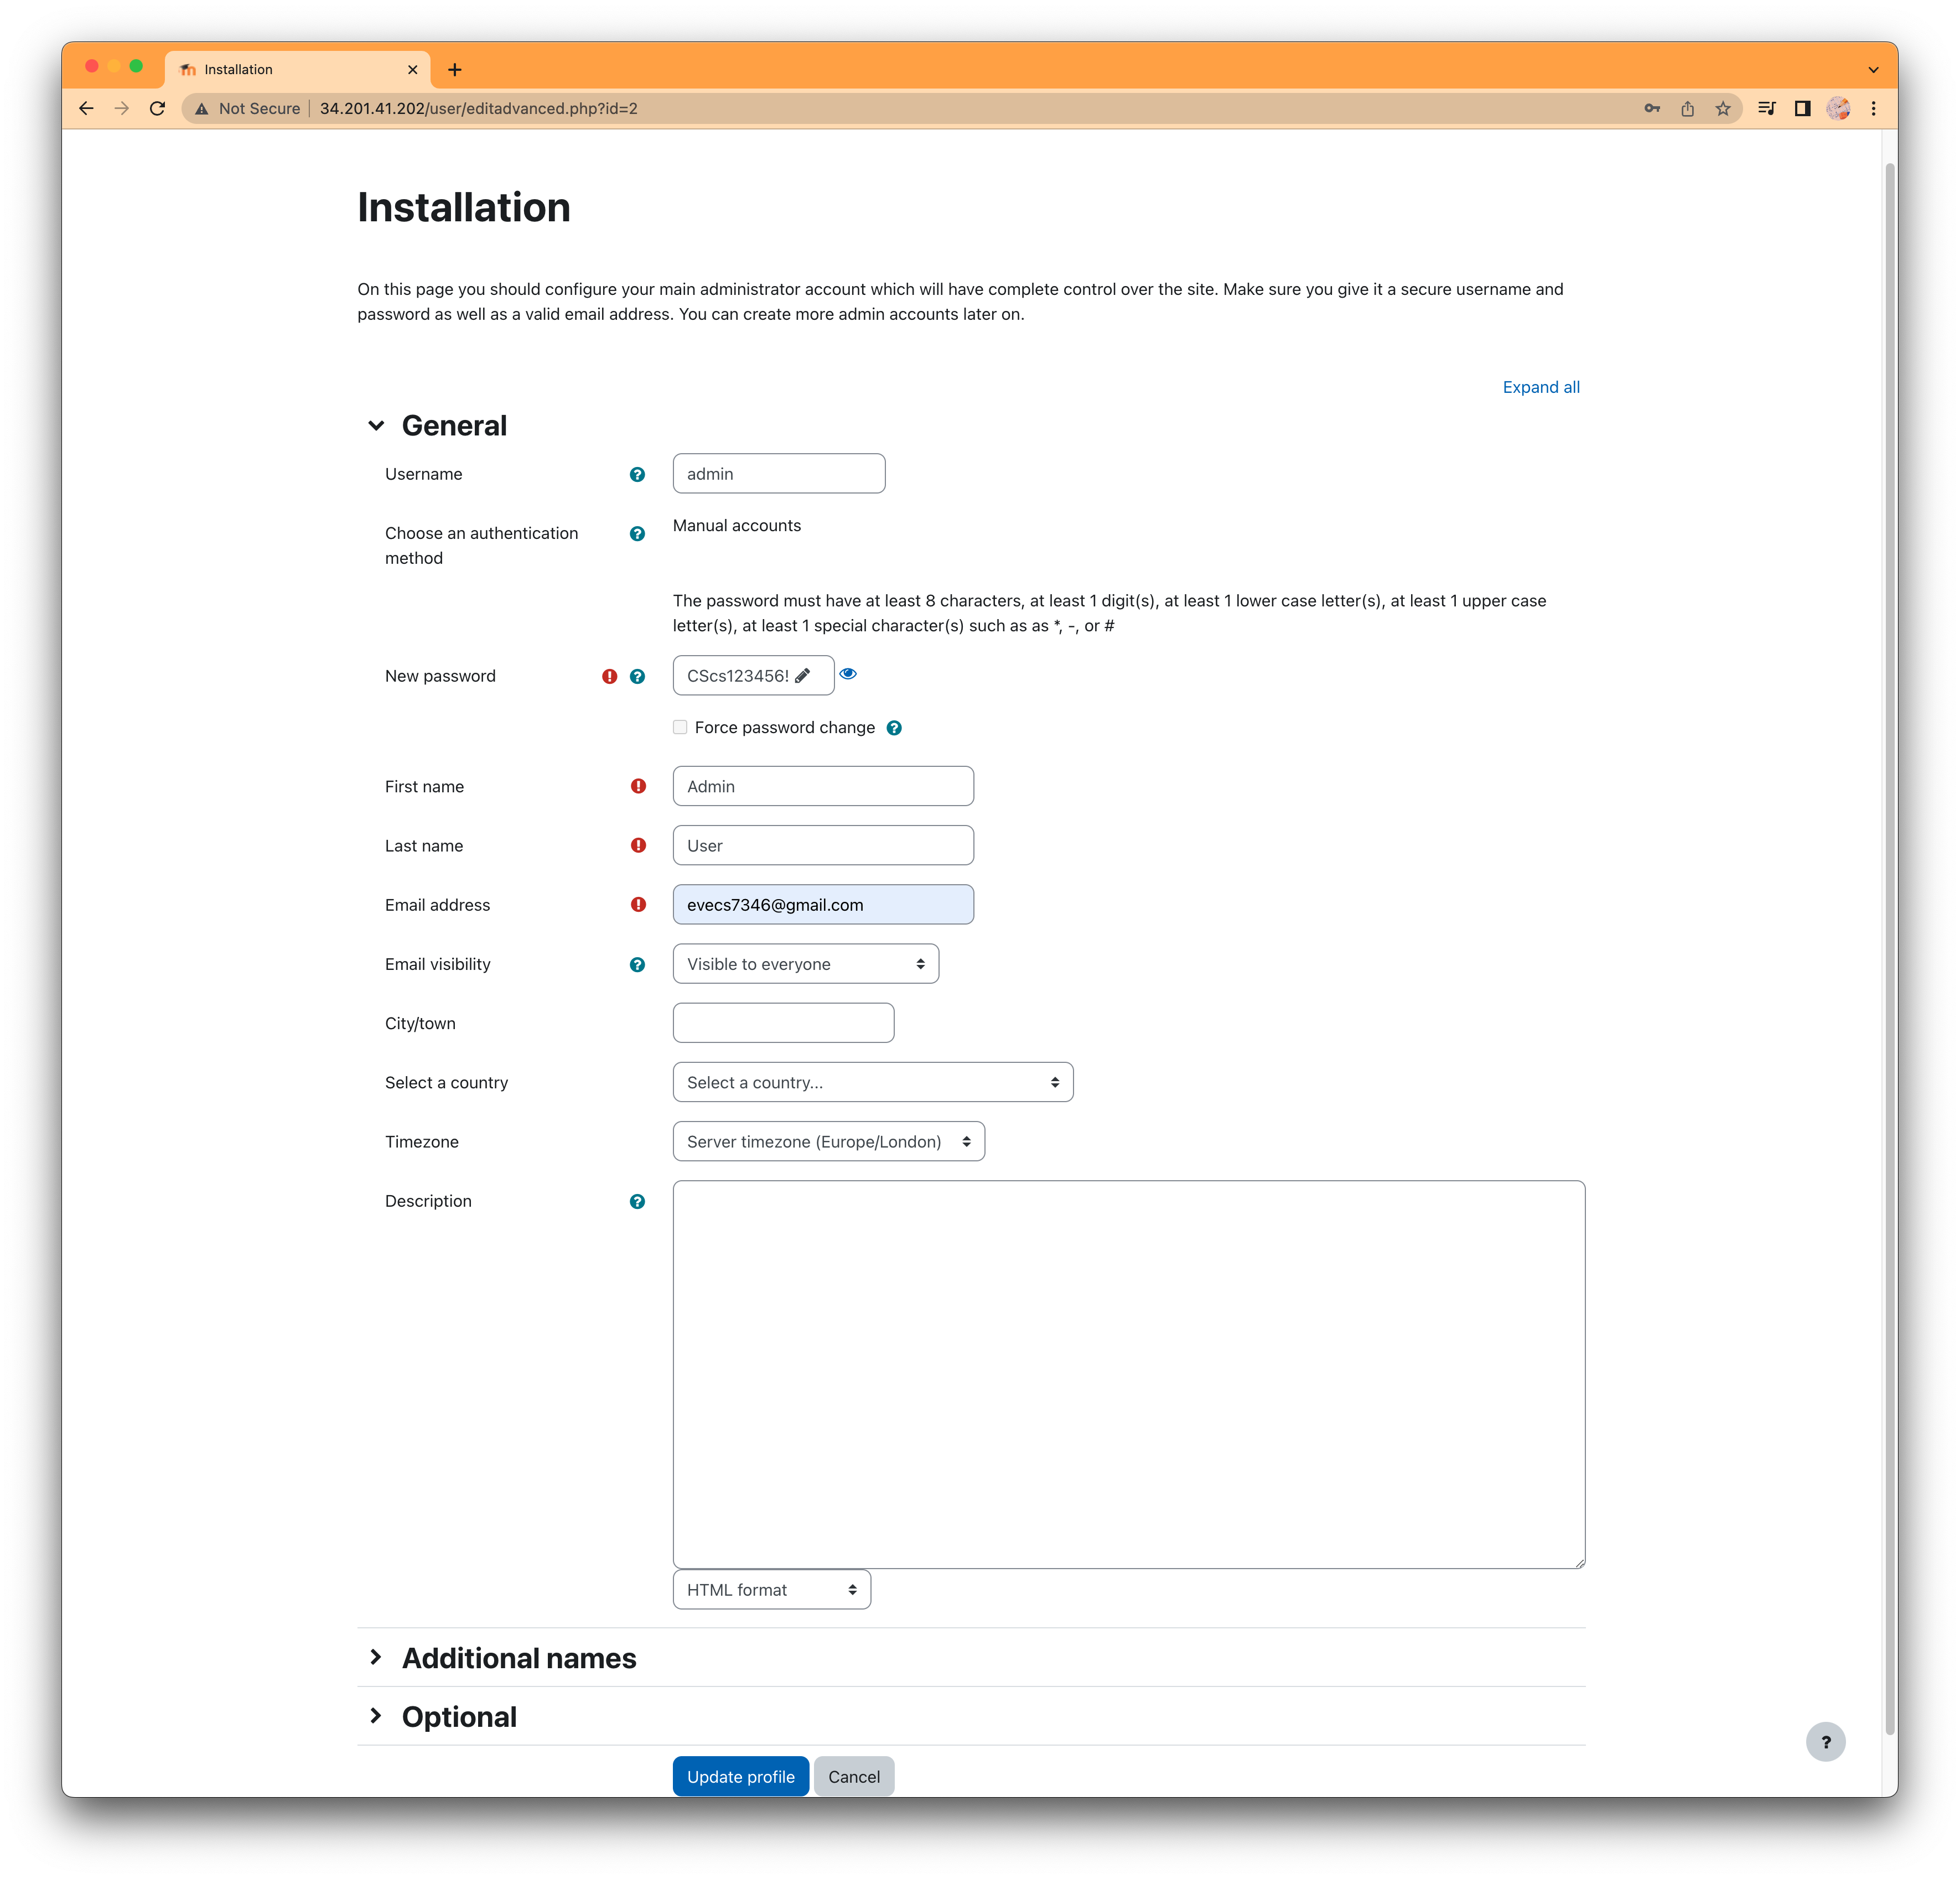 Installation
Not Secure
34.201.41.202/user/editadvanced.php?id=2
Installation
On this page you should configure your main administrator account which will have complete control over the site. Make sure you give it a secure username and
password as well as a valid email address. You can create more admin accounts later on.
Expand all
General
Username
admin
Choose an authentication
method
Manual accounts
The password must have at least 8 characters, at least 1 digit(s), at least 1 lower case letter(s), at least 1 upper case
letter(s), at least 1 special character(s) such as as *, -, or #
New password
CScs123456!
Force password change
First name
Admin
Last name
User
Email address
evecs7346@gmail.com
Email visibility
Visible to everyone
City/town
Select a country
Select a country...
Timezone
Server timezone (Europe/London)
Description
HTML format
Additional names
Optional
Update profile
Cancel